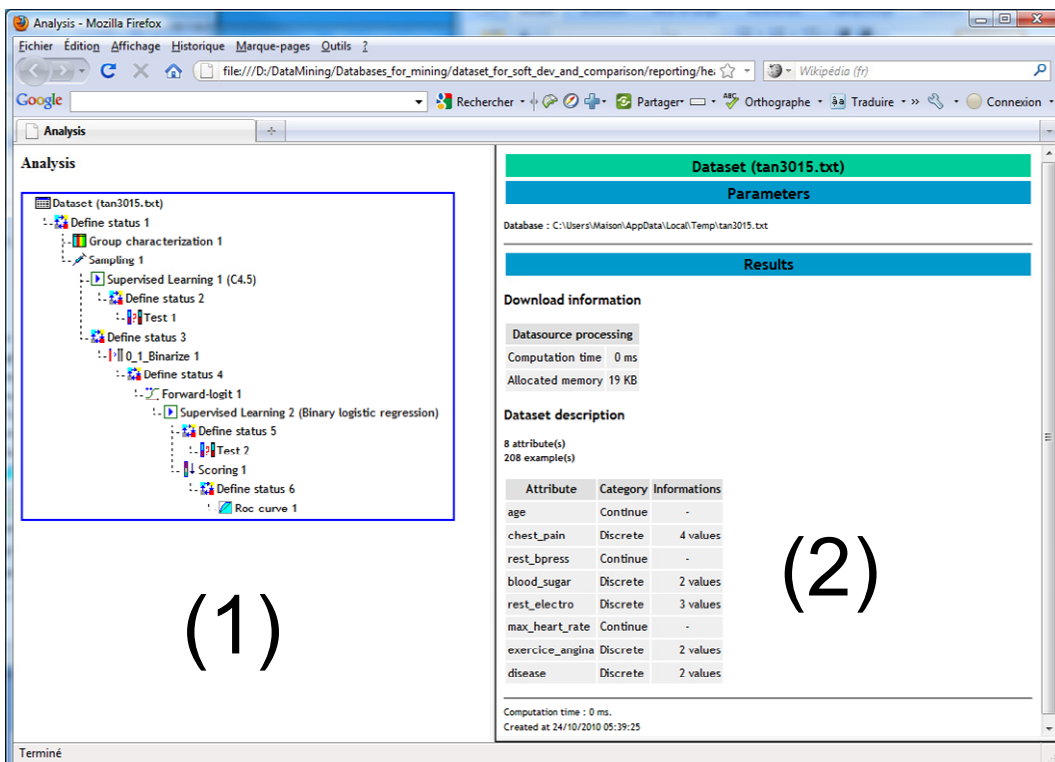 Analysis - Mozilla Firefox
Fichier Édition Affichage Historique Marque-pages Outils ?
file:///D:/DataMining/Databases_for_mining/dataset_for_soft_dev_and_comparison/reporting/he
Wikipédia (fr)
Google
Rechercher
Partager
ABC
Orthographe
Traduire
Connexion
Analysis
Analysis
Dataset (tan3015.txt)
Define status 1
Group characterization 1
Sampling 1
Supervised Learning 1 (C4.5)
Define status 2
Test 1
Define status 3
0_1_Binarize 1
Define status 4
Forward-logit 1
Supervised Learning 2 (Binary logistic regression)
Define status 5
Test 2
Scoring 1
Define status 6
Roc curve 1
(1)
Dataset (tan3015.txt)
Parameters
Database : C:\Users\Maison\AppData\Local\Temp\tan3015.txt
Results
Download information
Datasource processing
Computation time 0 ms
Allocated memory 19 KB
Dataset description
8 attribute(s)
208 example(s)
Attribute Category Informations
age Continue -
chest_pain Discrete 4 values
rest_bpress Continue -
blood_sugar Discrete 2 values
rest_electro Discrete 3 values
max_heart_rate Continue -
exercice_angina Discrete 2 values
disease Discrete 2 values
(2)
Computation time : 0 ms.
Created at 24/10/2010 05:39:25
Terminé